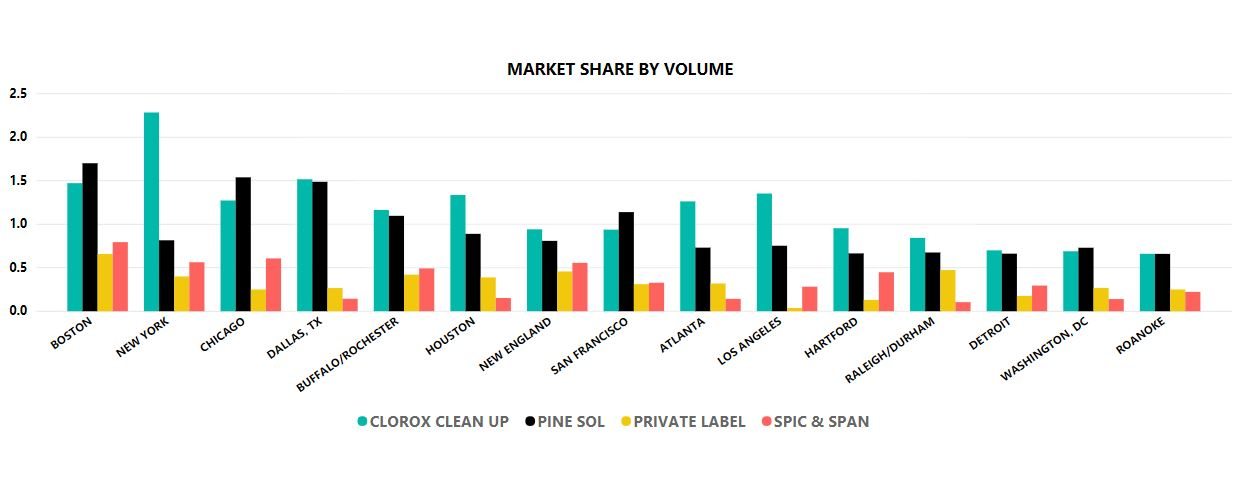 MARKET SHARE BY VOLUME
2.5
2.0
1.5
1.0
0.5
0.0
BOSTON
NEW YORK
CHICAGO
DALLAS, TX
BUFFALO/ROCHESTER
HOUSTON
NEW ENGLAND
SAN FRANCISCO
ATLANTA
LOS ANGELES
HARTFORD
RALEIGH/DURHAM
DETROIT
WASHINGTON, DC
ROANOKE
CLOROX CLEAN UP PINE SOL PRIVATE LABEL SPIC & SPAN